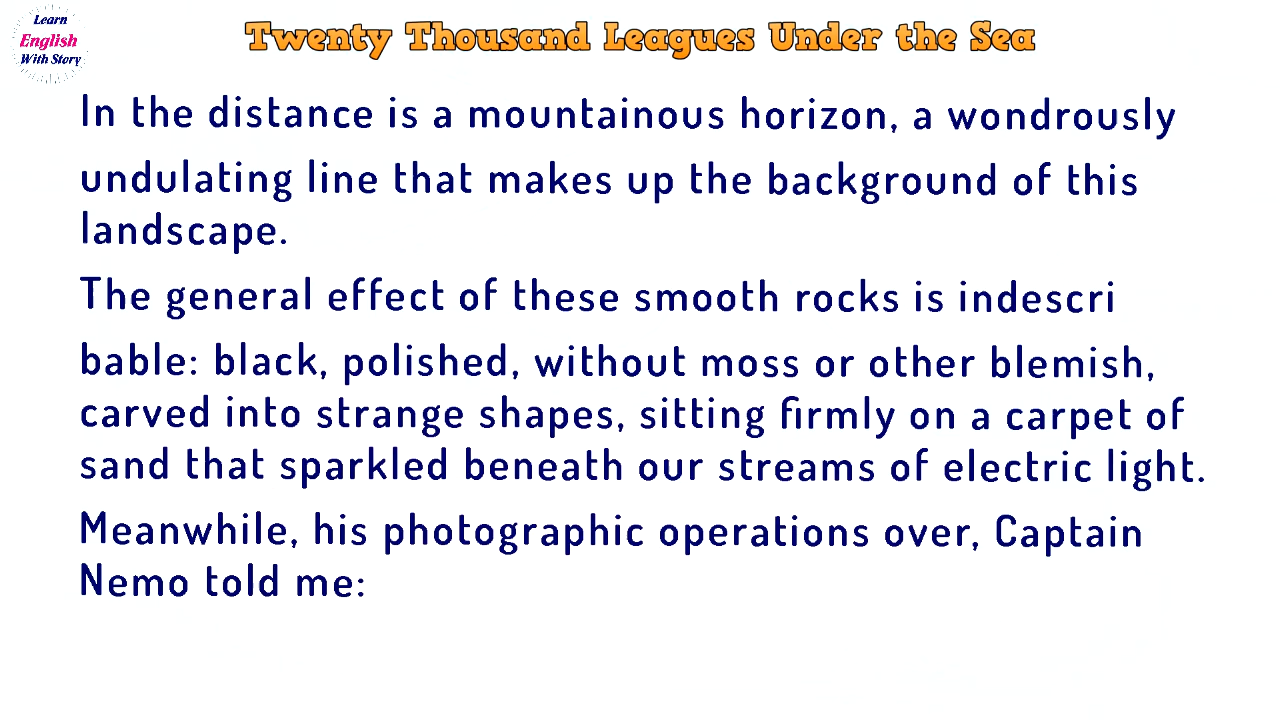 Learn
English
With Story
Twenty Thousand Leagues Under the Sea
In the distance is a mountainous horizon, a wondrously
undulating line that makes up the background of this
landscape.
The general effect of these smooth rocks is indescri
bable: black, polished, without moss or other blemish,
carved into strange shapes, sitting firmly on a carpet of
sand that sparkled beneath our streams of electric light.
Meanwhile, his photographic operations over, Captain
Nemo told me: